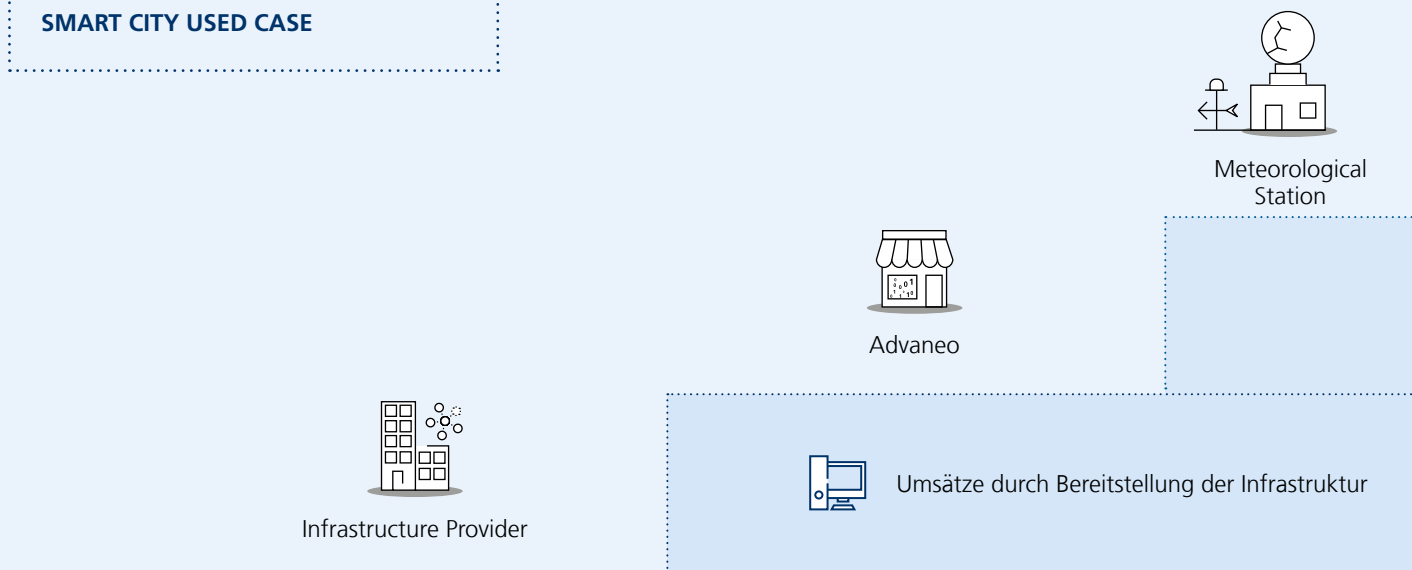 SMART CITY USED CASE
Meteorological
Station
Advaneo
Umsätze durch Bereitstellung der Infrastruktur
Infrastructure Provider